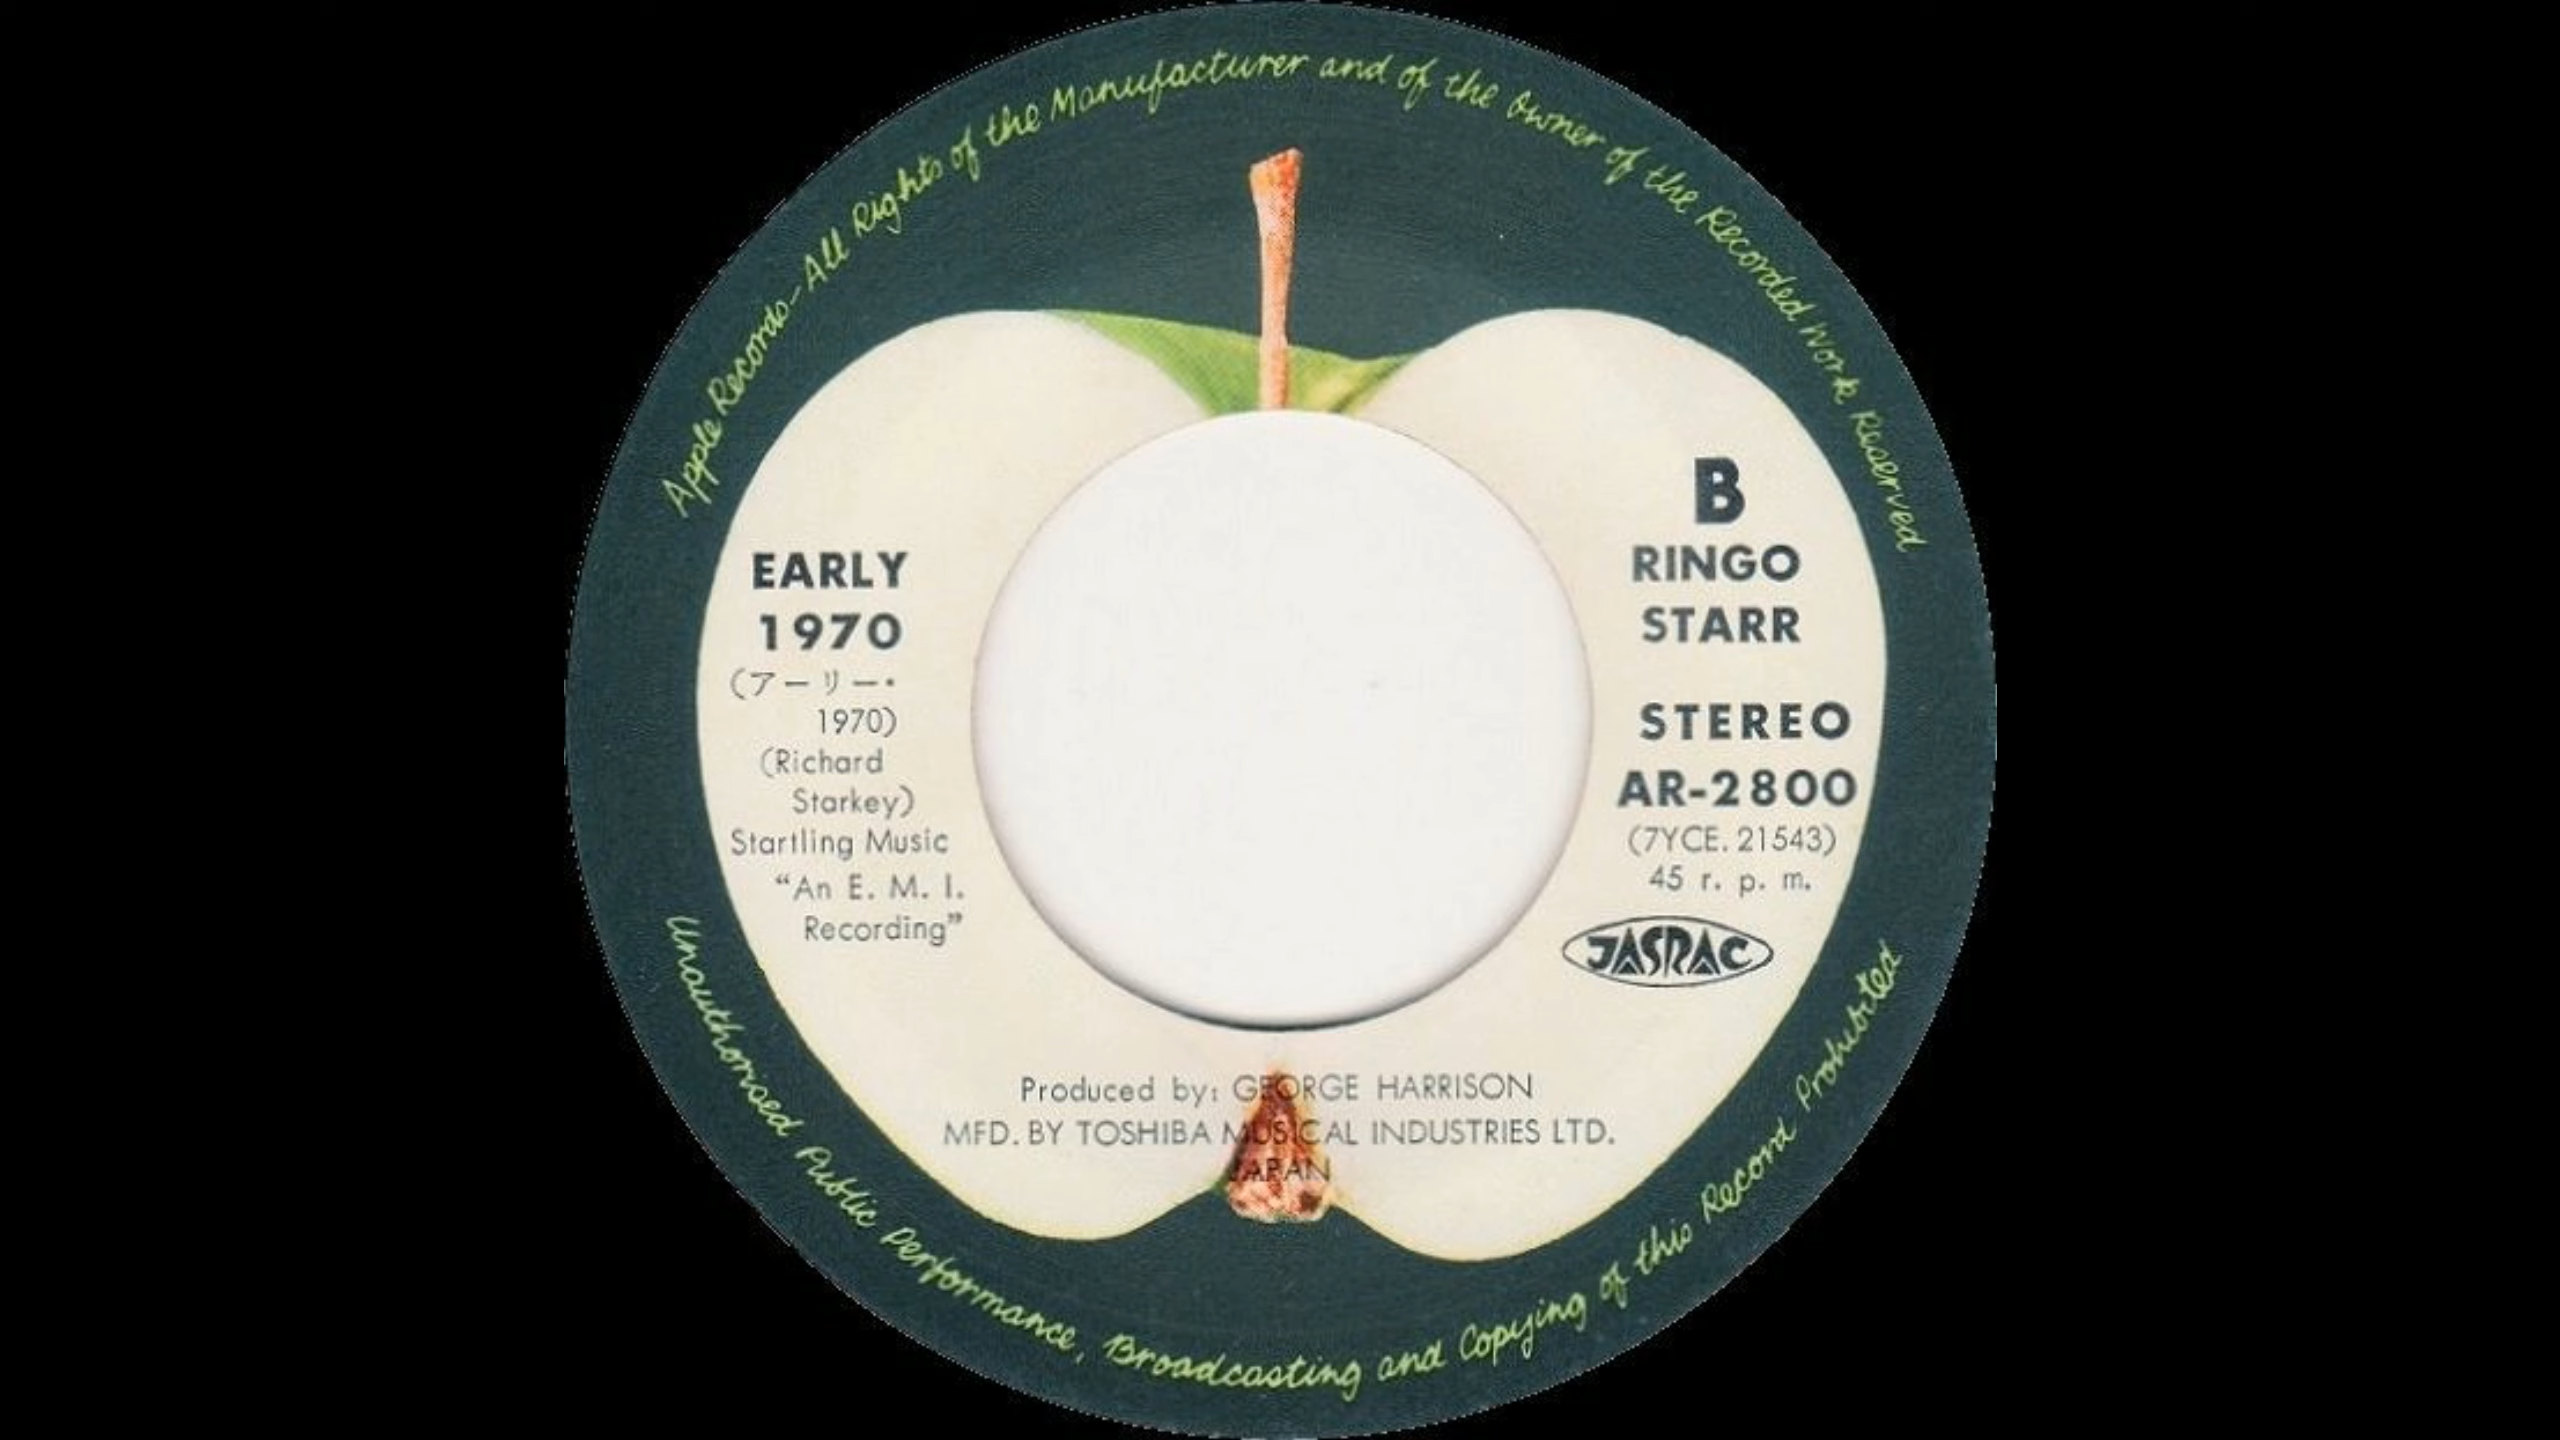 Apple Records-All Rights of the Manufacturer and of the Owner of the Recorded Work Reserved
EARLY
1970
(アーリー・
1970)
(Richard
Starkey)
Startling Music
"An E. M. I.
Recording"
B
RINGO
STARR
STEREO
AR-2800
(7YCE. 21543)
45 r. p. m.
JASRAC
Produced by: GEORGE HARRISON
MFD. BY TOSHIBA MUSICAL INDUSTRIES LTD.
JAPAN
Unauthorised Public Performance, Broadcasting and Copying of this Record Prohibited